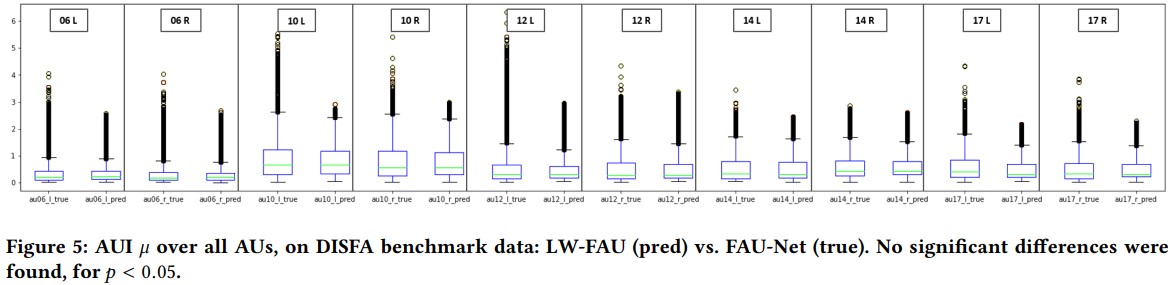 06 L 06 R 10 L 10 R 12 L 12 R 14 L 14 R 17 L 17 R
6
5
4
3
2
1
0
au06_l_true au06_l_pred au06_r_true au06_r_pred au10_l_true au10_l_pred au10_r_true au10_r_pred au12_l_true au12_l_pred au12_r_true au12_r_pred au14_l_true au14_l_pred au14_r_true au14_r_pred au17_l_true au17_l_pred au17_r_true au17_r_pred
Figure 5: AUI μ over all AUs, on DISFA benchmark data: LW-FAU (pred) vs. FAU-Net (true). No significant differences were
found, for p < 0.05.